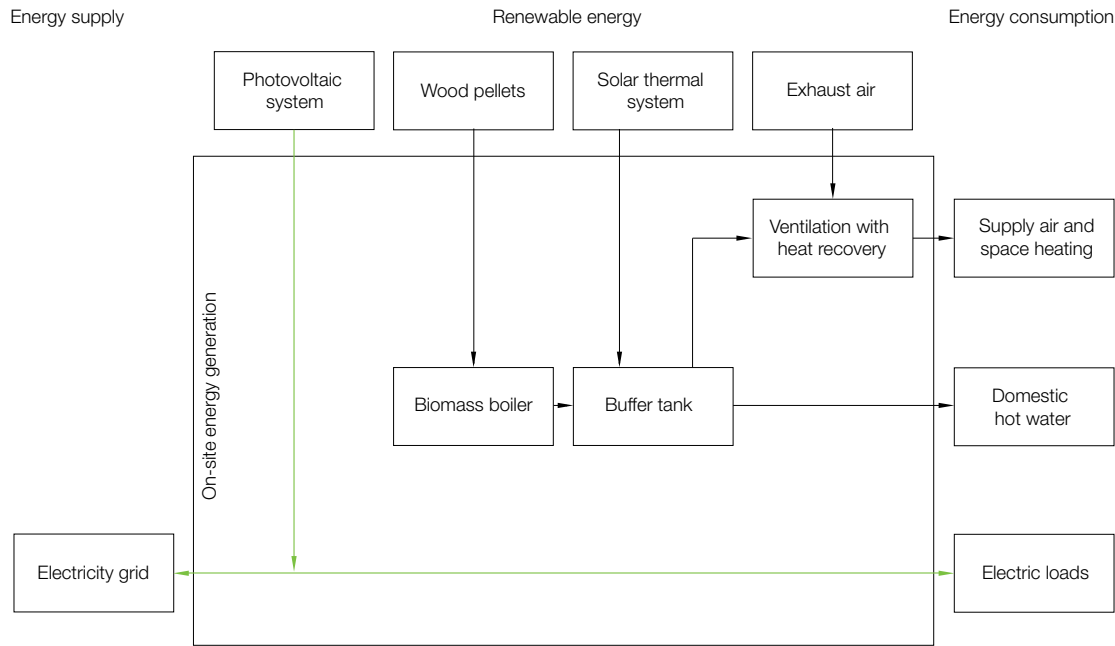 Energy supply
Renewable energy
Energy consumption
Photovoltaic
system
Wood pellets
Solar thermal
system
Exhaust air
Ventilation with
heat recovery
Supply air and
space heating
On-site energy generation
Biomass boiler
Buffer tank
Domestic
hot water
Electricity grid
Electric loads